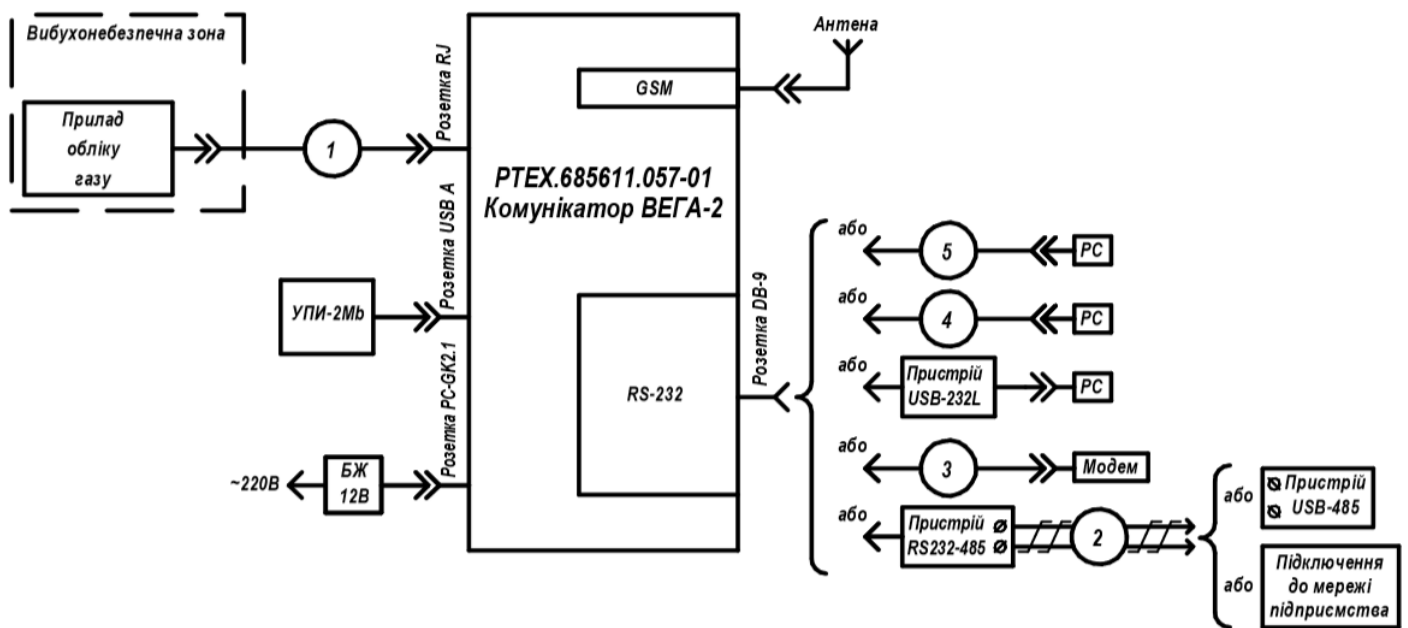 Вибухонебезпечна зона
Прилад
обліку
газу
1
Розетка RJ
GSM
Антена
РТЕХ.685611.057-01
Комунікатор ВЕГА-2
УПИ-2Mb
Розетка USB A
~220В
БЖ
12В
Розетка PC-GK2.1
RS-232
Розетка DB-9
або
5
PC
або
4
PC
або
Пристрій
USB-232L
PC
або
3
Модем
або
Пристрій
RS232-485
2
або
Пристрій
USB-485
або
Підключення
до мережі
підприємства